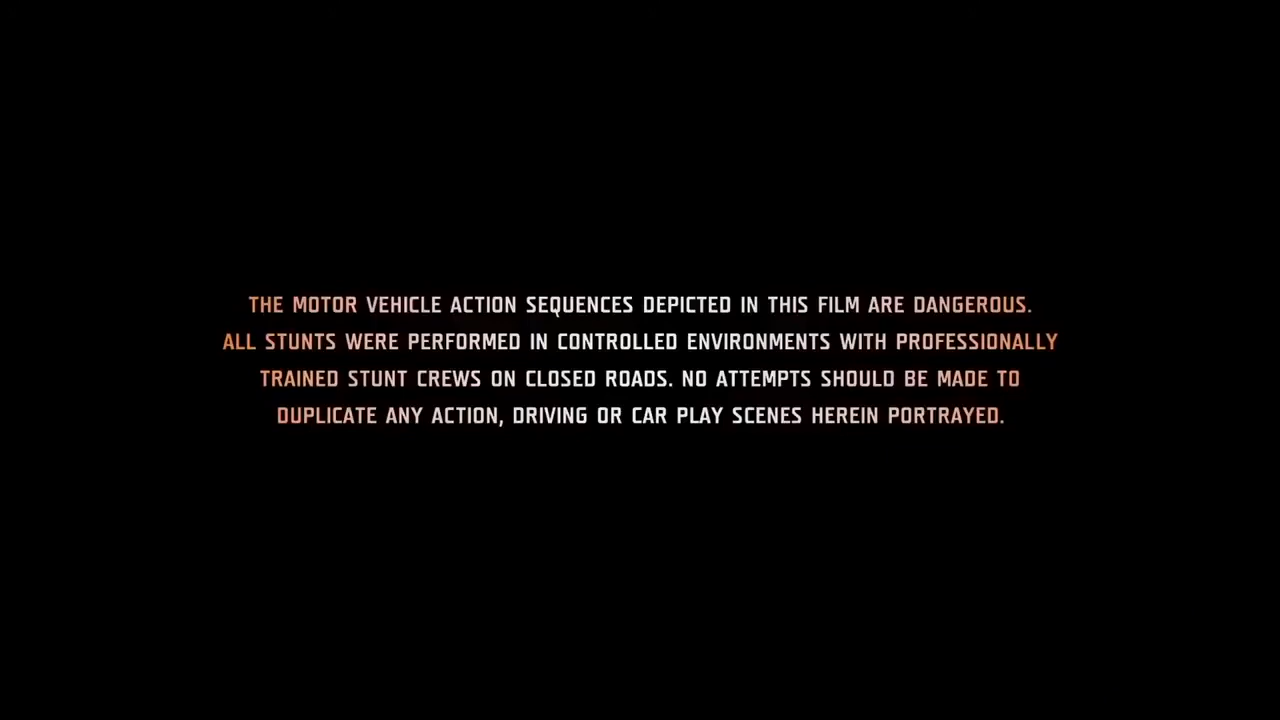 THE MOTOR VEHICLE ACTION SEQUENCES DEPICTED IN THIS FILM ARE DANGEROUS.
ALL STUNTS WERE PERFORMED IN CONTROLLED ENVIRONMENTS WITH PROFESSIONALLY
TRAINED STUNT CREWS ON CLOSED ROADS. NO ATTEMPTS SHOULD BE MADE TO
DUPLICATE ANY ACTION, DRIVING OR CAR PLAY SCENES HEREIN PORTRAYED.